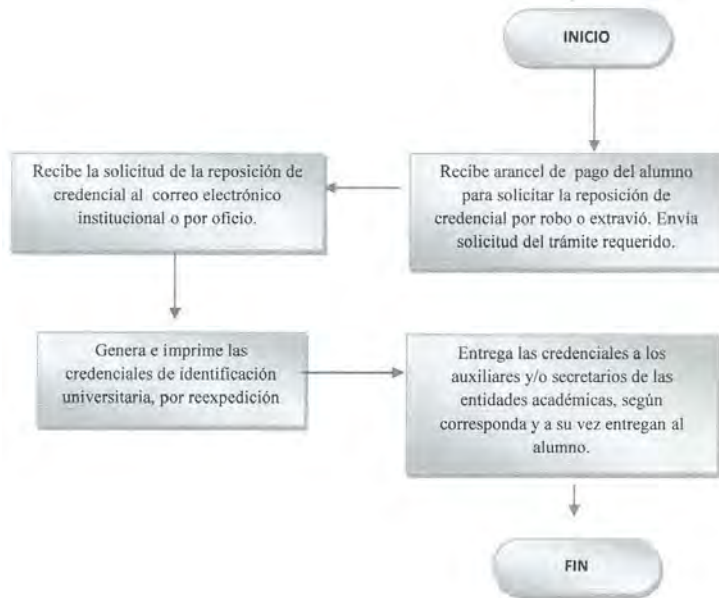 INICIO
Recibe arancel de pago del alumno
para solicitar la reposición de
credencial por robo o extravió. Envía
solicitud del trámite requerido.
Recibe la solicitud de la reposición de
credencial al correo electrónico
institucional o por oficio.
Genera e imprime las
credenciales de identificación
universitaria, por reexpedición
Entrega las credenciales a los
auxiliares y/o secretarios de las
entidades académicas, según
corresponda y a su vez entregan al
alumno.
FIN